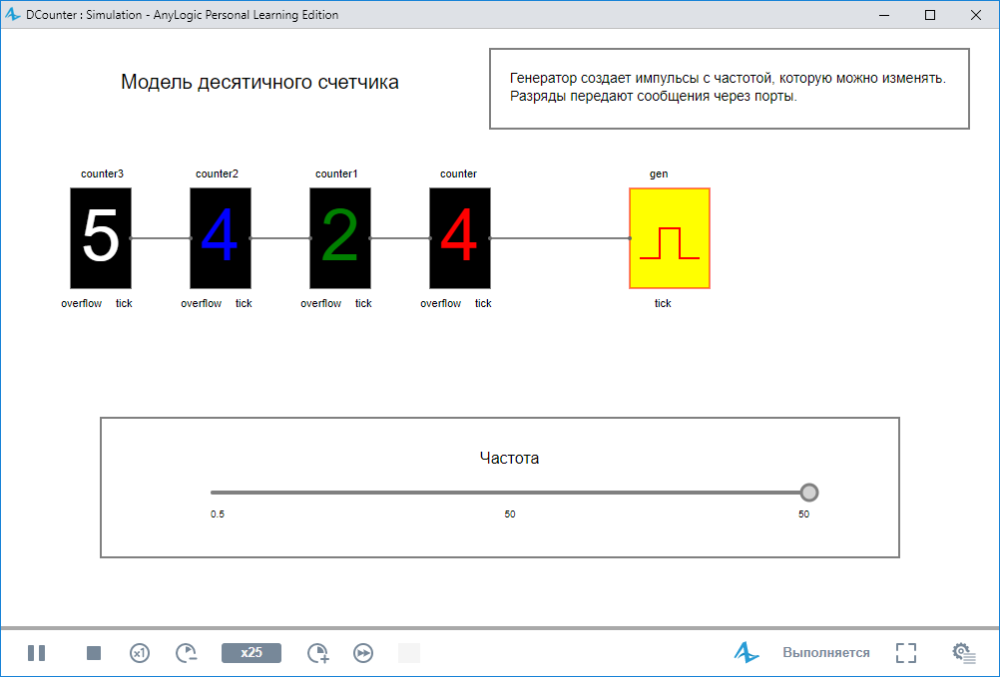 DCounter : Simulation - AnyLogic Personal Learning Edition
Модель десятичного счетчика
Генератор создает импульсы с частотой, которую можно изменять.
Разряды передают сообщения через порты.
counter3 counter2 counter1 counter gen
5 4 2 4
overflow tick overflow tick overflow tick overflow tick tick
Частота
0.5 50 50
x1 x25 Выполняется